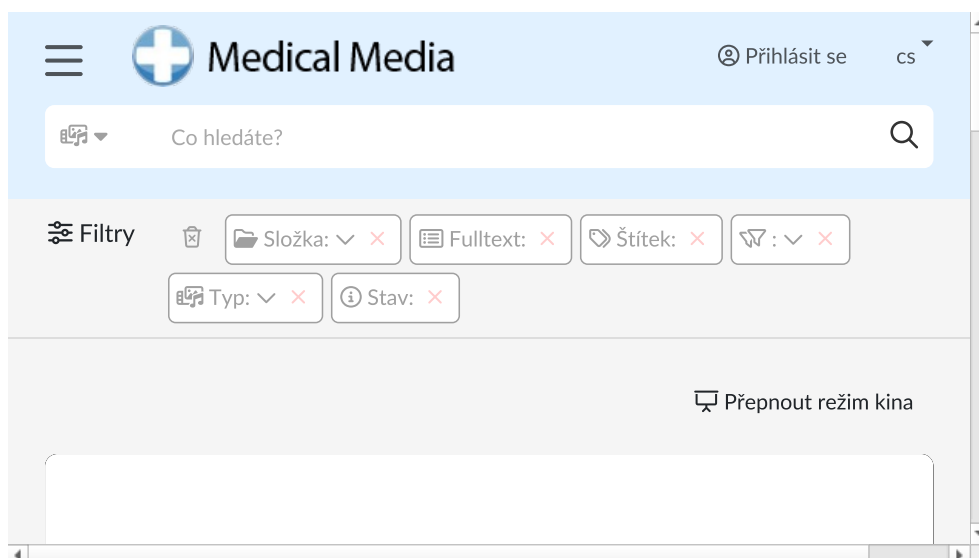 Medical Media
Přihlásit se
cs
Co hledáte?
Filtry
Složka:
Fulltext:
Štítek:
:
Typ:
Stav:
Přepnout režim kina